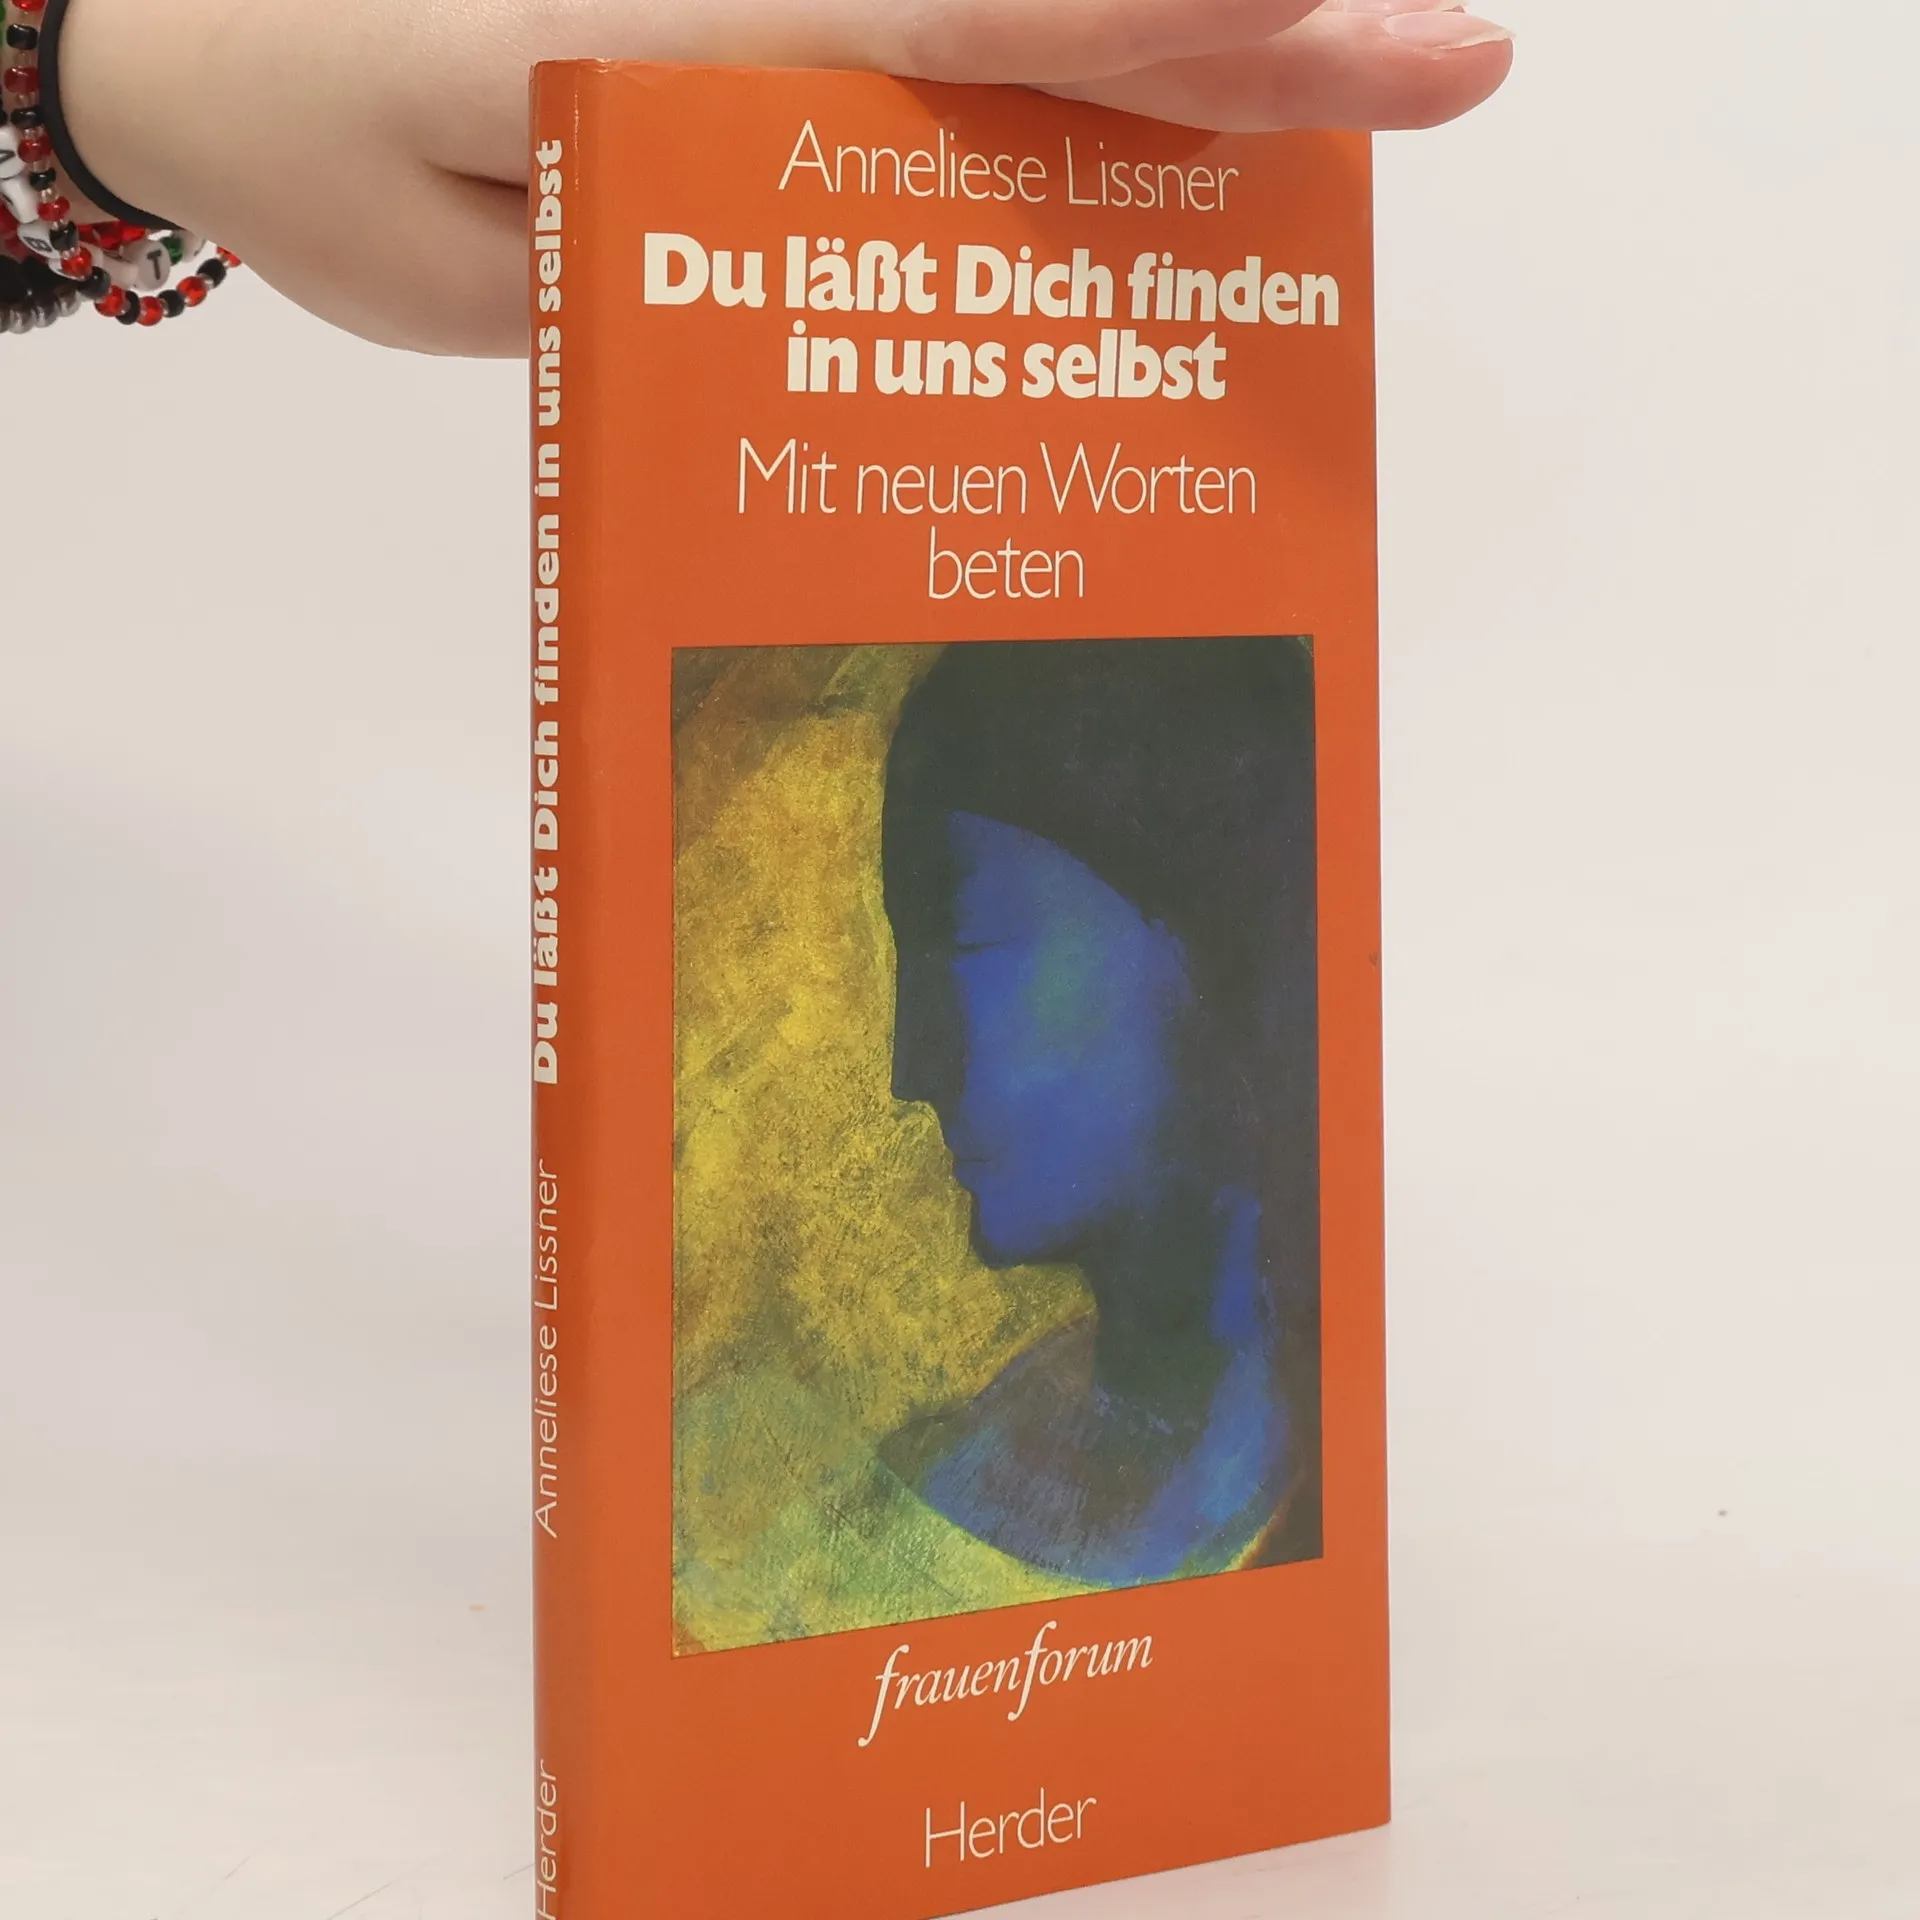 Anneliese Lissner
Du läßt Dich finden
in uns selbst
Mit neuen Worten
beten
frauenforum
Herder
Herder Anneliese Lissner Du läßt Dich finden in uns selbst
T